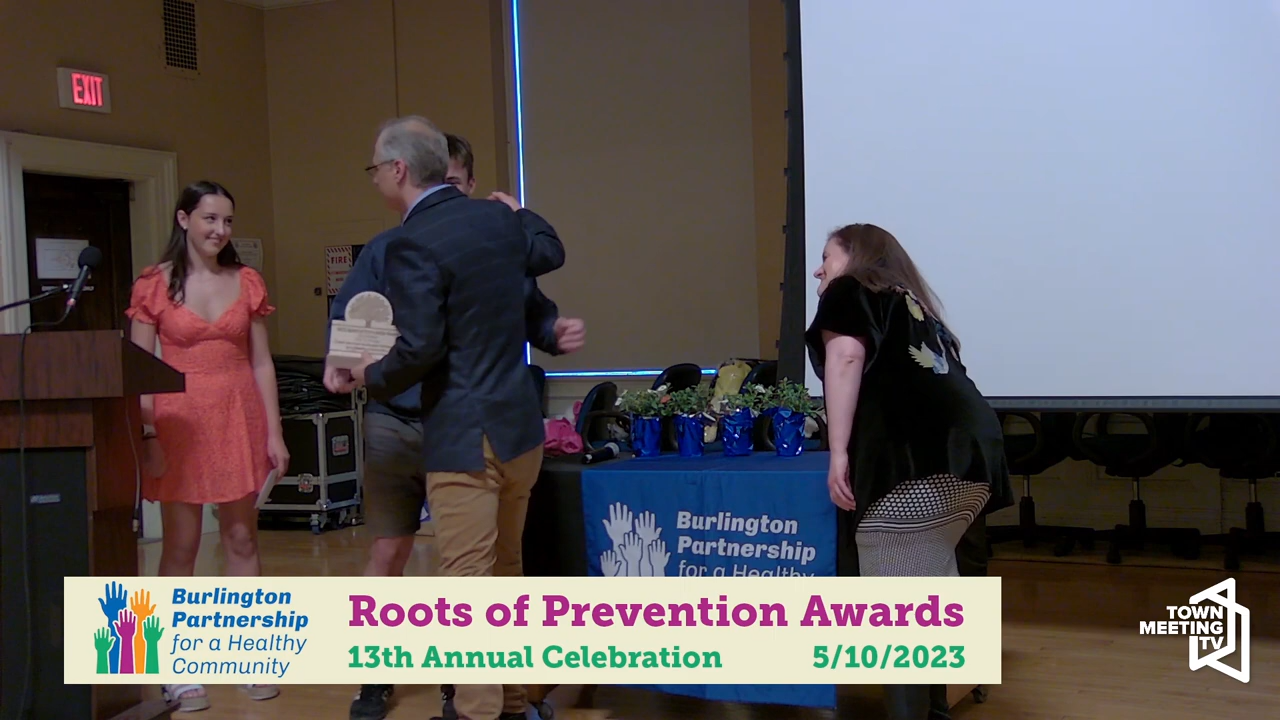 EXIT
FIRE
Burlington
Partnership
for a Healthy
Burlington
Partnership
for a Healthy
Community
Roots of Prevention Awards
13th Annual Celebration
5/10/2023
TOWN
MEETING
TV